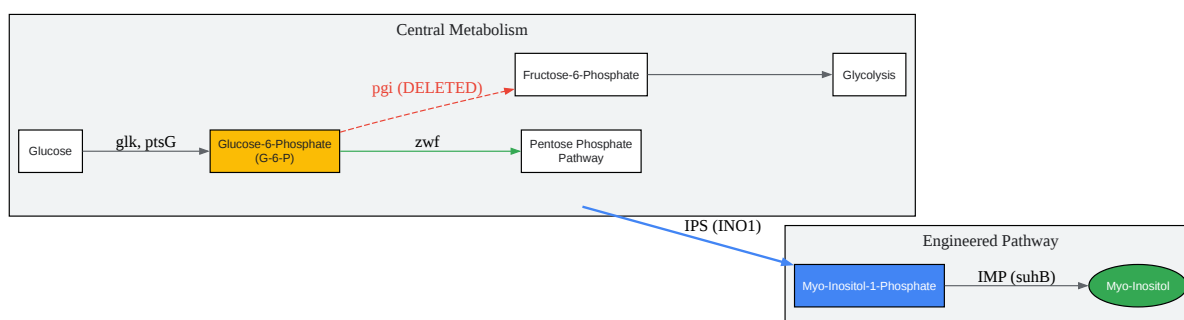 Central Metabolism
Fructose-6-Phosphate
Glycolysis
pgi (DELETED)
Glucose
glk, ptsG
Glucose-6-Phosphate
(G-6-P)
zwf
Pentose Phosphate
Pathway
IPS (INO1)
Engineered Pathway
Myo-Inositol-1-Phosphate
IMP (suhB)
Myo-Inositol